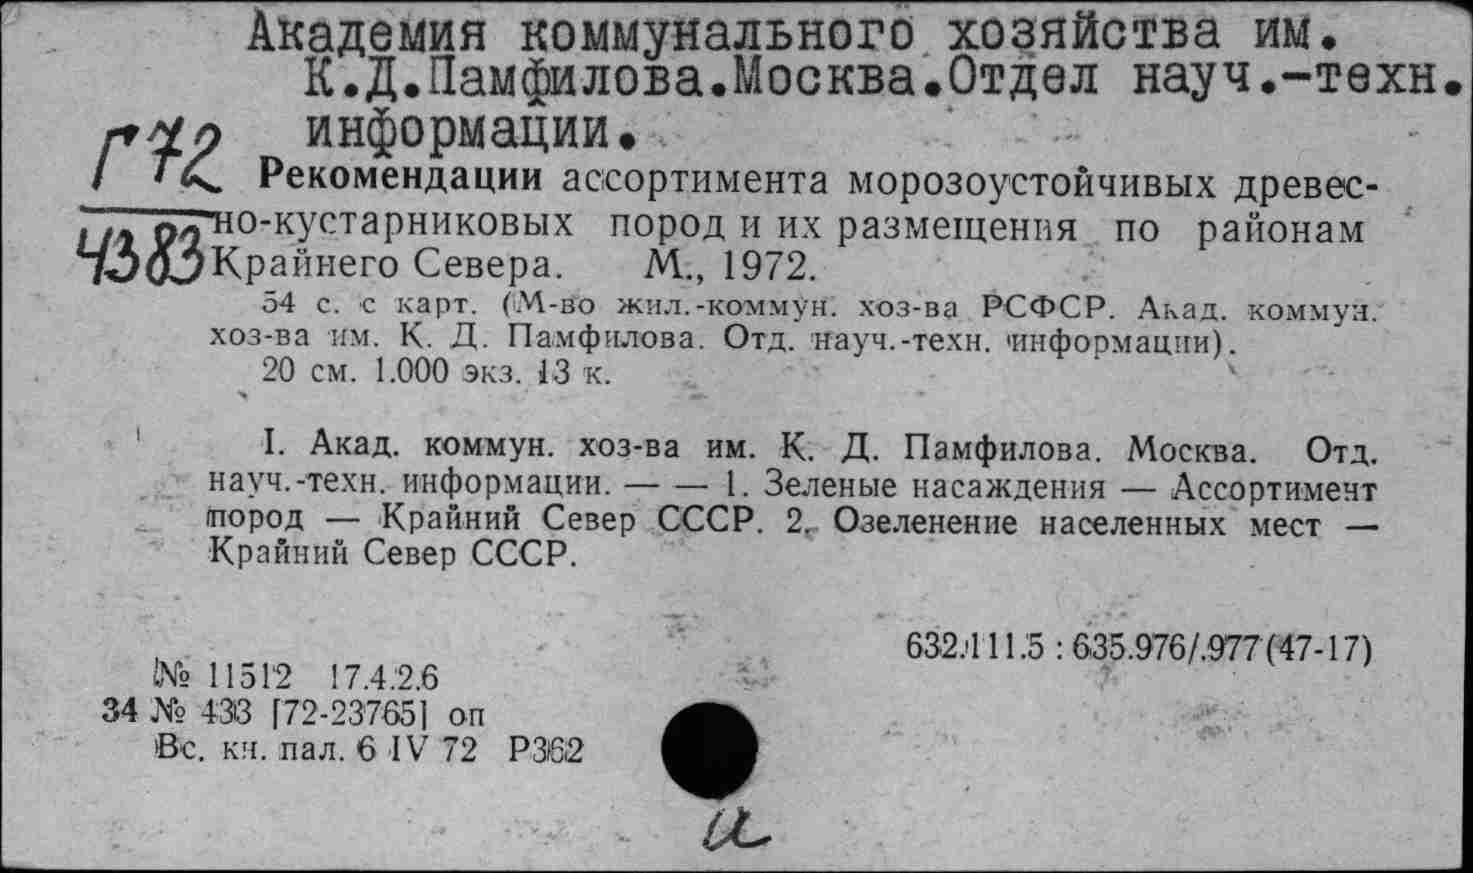 Академия коммунального хозяйства им.
К.Д.Памфилова.Москва.Отдел науч.-техн.
информации.
Г72
4383
Рекомендации ассортимента морозоустойчивых древес-
но-кустарниковых пород и их размещения по районам
Крайнего Севера. М., 1972.
54 с. с карт. (М-во жил.-коммун. хоз-ва РСФСР. Акад. коммун.
хоз-ва им. К. Д. Памфилова. Отд. науч.-техн. информации).
20 см. 1.000 экз. 13 к.
I. Акад. коммун. хоз-ва им. К. Д. Памфилова. Москва. Отд.
науч.-техн. информации. — — 1. Зеленые насаждения — Ассортимент
пород — Крайний Север СССР. 2. Озеленение населенных мест —
Крайний Север СССР.
632.111.5 : 635.976/.977(47-17)
№ 11512 17.4.2.6
34 № 433 [72-23765] оп
Вс. кн. пал. 6 IV 72 Р362
и